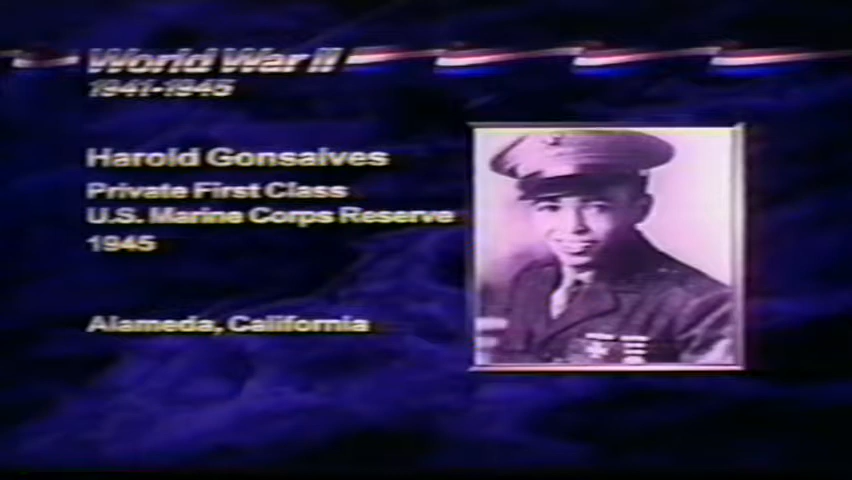 World War II
1941-1945
Harold Gonsalves
Private First Class
U.S. Marine Corps Reserve
1945
Alameda, California